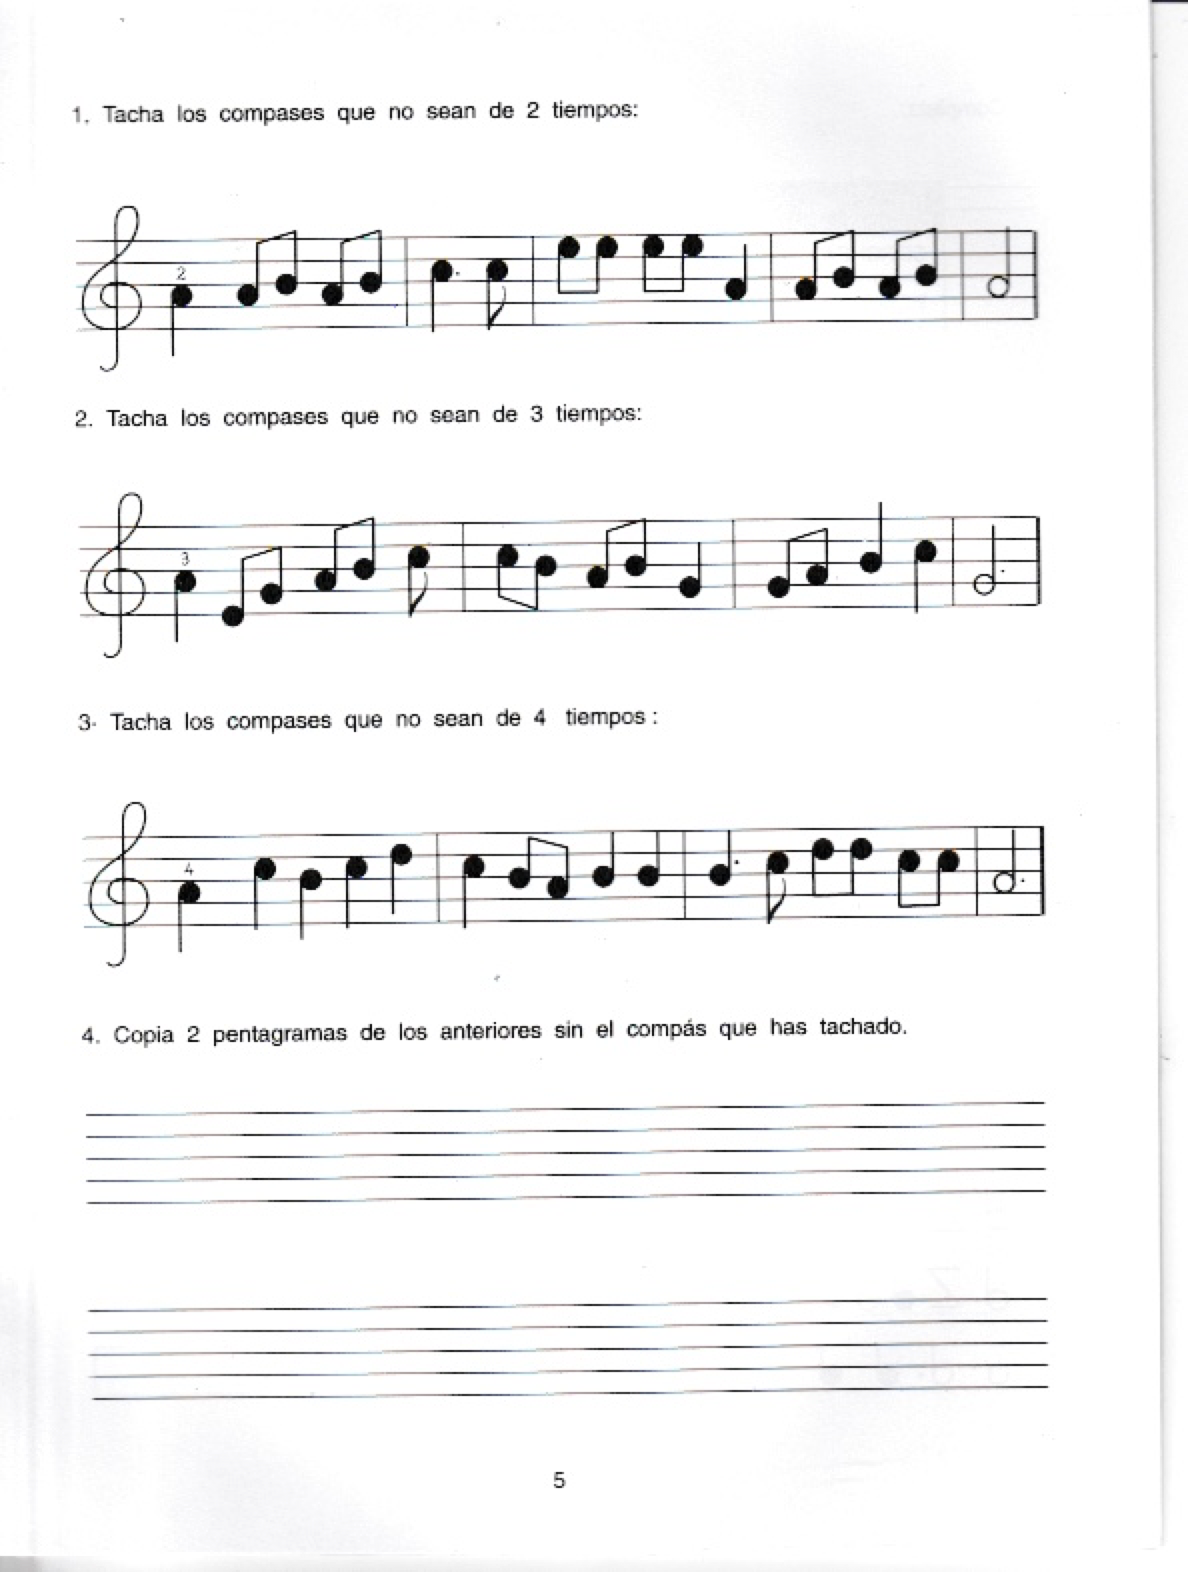 1. Tacha los compases que no sean de 2 tiempos:
2
2. Tacha los compases que no sean de 3 tiempos:
3
3. Tacha los compases que no sean de 4 tiempos :
4
4. Copia 2 pentagramas de los anteriores sin el compás que has tachado.
5